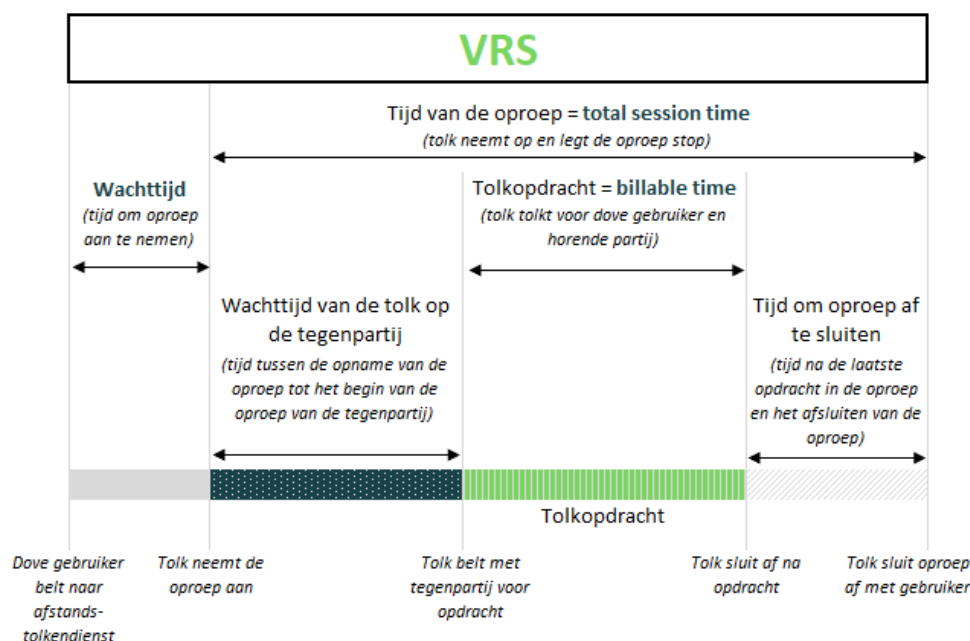 VRS
Tijd van de oproep = total session time
(tolk neemt op en legt de oproep stop)
Wachttijd
(tijd om oproep
aan te nemen)
Tolkopdracht = billable time
(tolk tolkt voor dove gebruiker en
horende partij)
Wachttijd van de tolk op
de tegenpartij
(tijd tussen de opname van de
oproep tot het begin van de
oproep van de tegenpartij)
Tijd om oproep af
te sluiten
(tijd na de laatste
opdracht in de oproep
en het afsluiten van de
oproep)
Tolkopdracht
Dove gebruiker
belt naar
afstands-
tolkendienst
Tolk neemt de
oproep aan
Tolk belt met
tegenpartij voor
opdracht
Tolk sluit af na
opdracht
Tolk sluit oproep
af met gebruiker